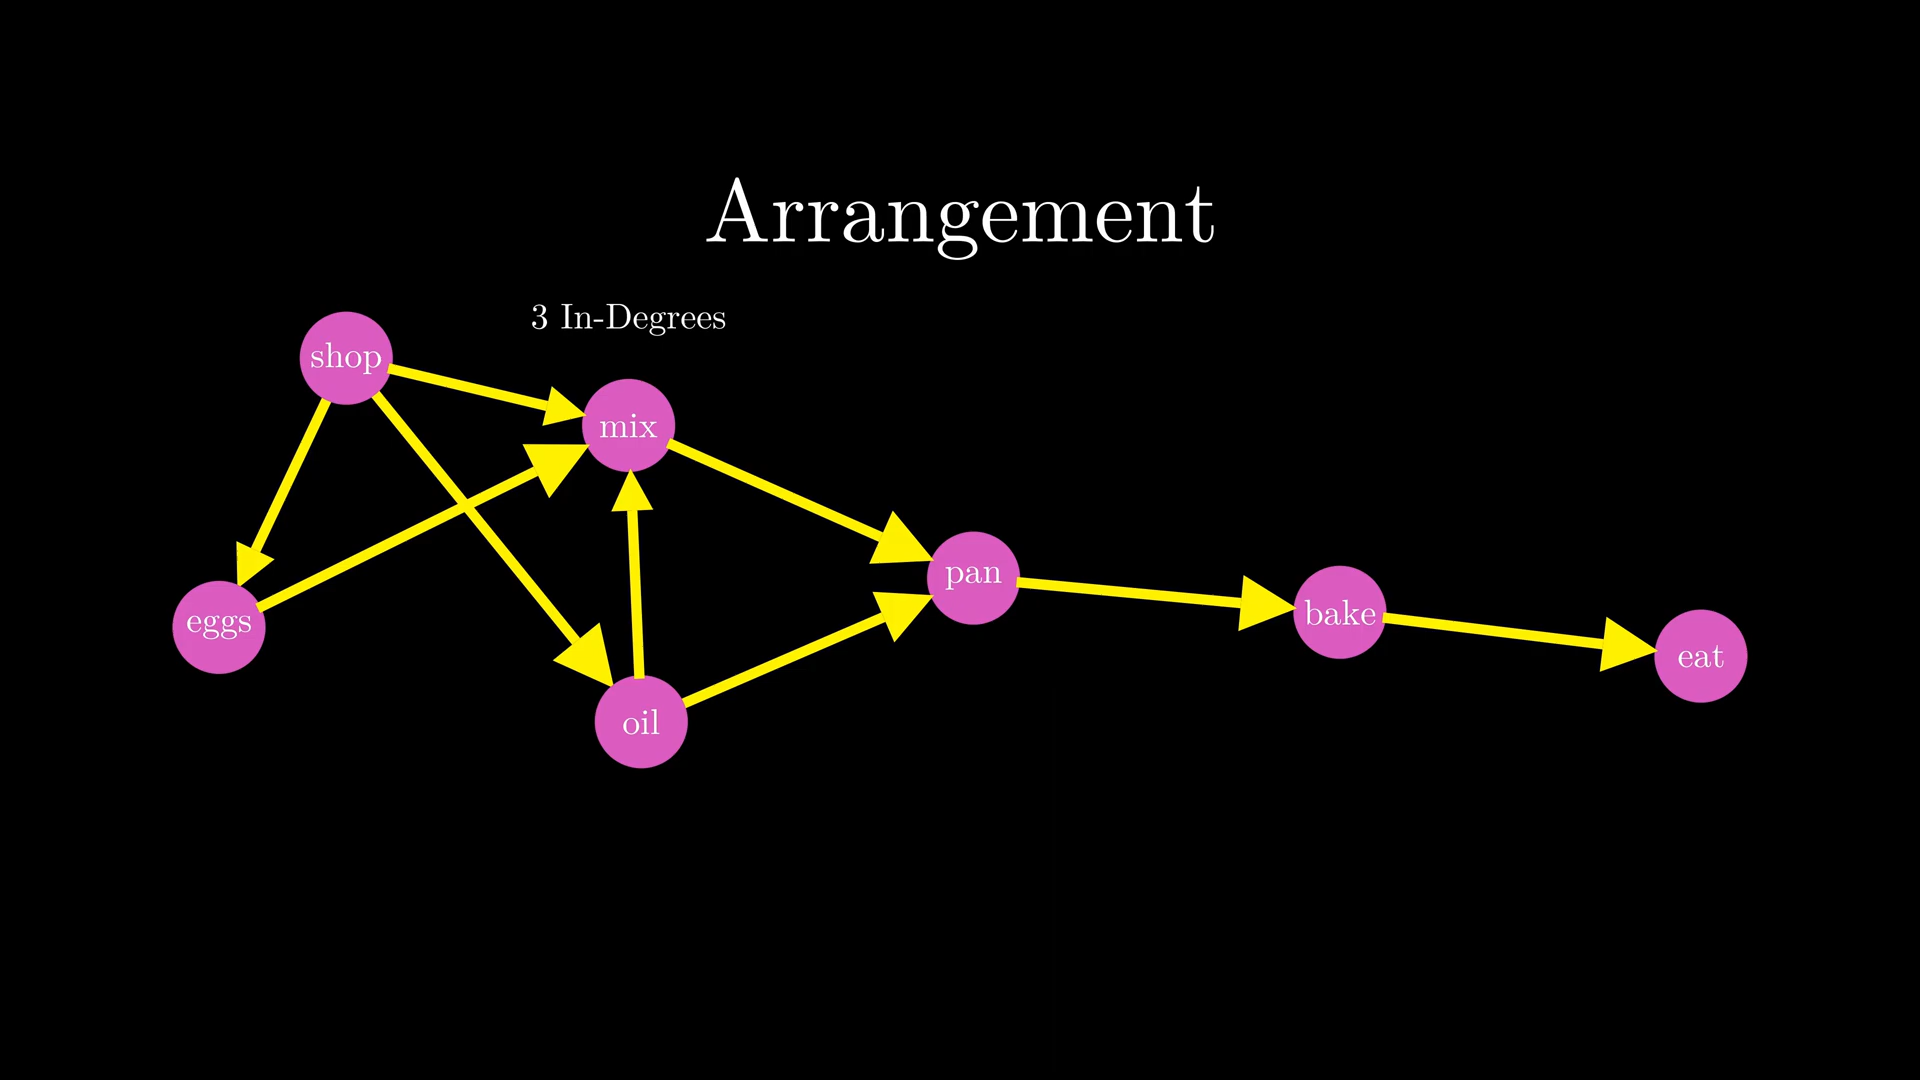 Arrangement
3 In-Degrees
shop
mix
pan
bake
eggs
eat
oil